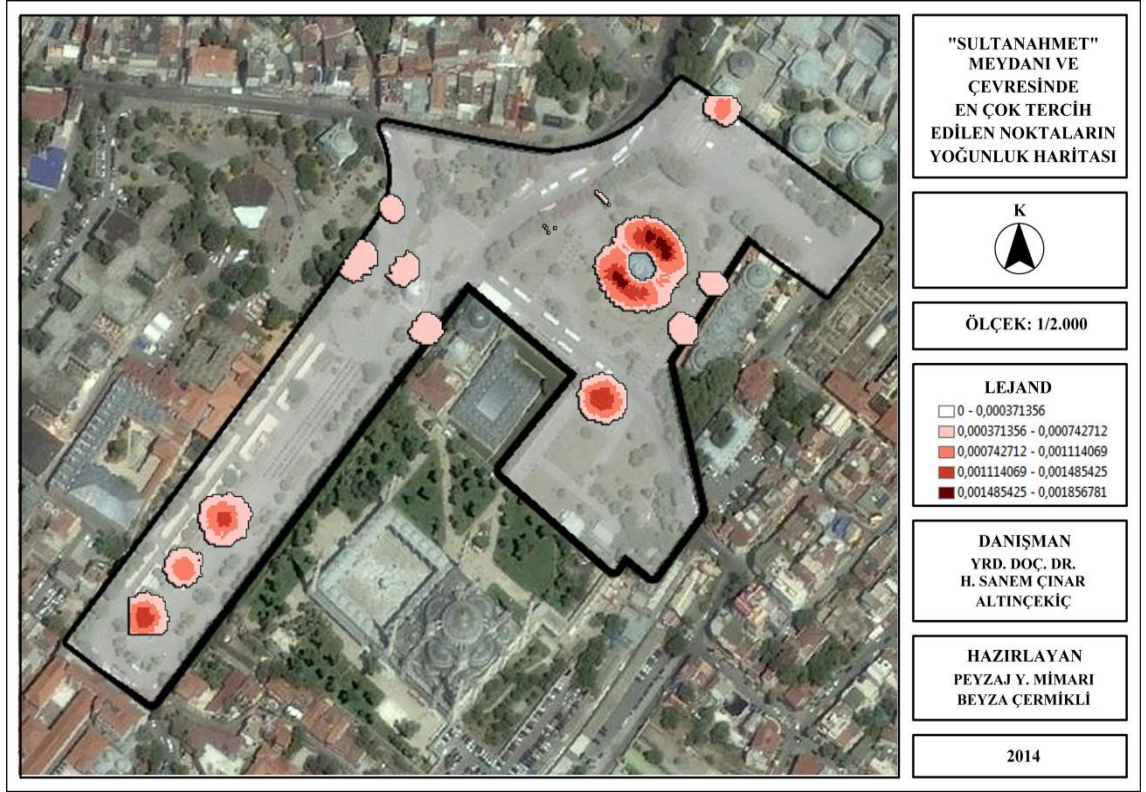 "SULTANAHMET"
MEYDANI VE
ÇEVRESİNDE
EN ÇOK TERCİH
EDİLEN NOKTALARIN
YOĞUNLUK HARİTASI
K
ÖLÇEK: 1/2.000
LEJAND
0 - 0,000371356
0,000371356 - 0,000742712
0,000742712 - 0,001114069
0,001114069 - 0,001485425
0,001485425 - 0,001856781
DANIŞMAN
YRD. DOÇ. DR.
H. SANEM ÇINAR
ALTINÇEKİÇ
HAZIRLAYAN
PEYZAJ Y. MİMARI
BEYZA ÇERMİKLİ
2014